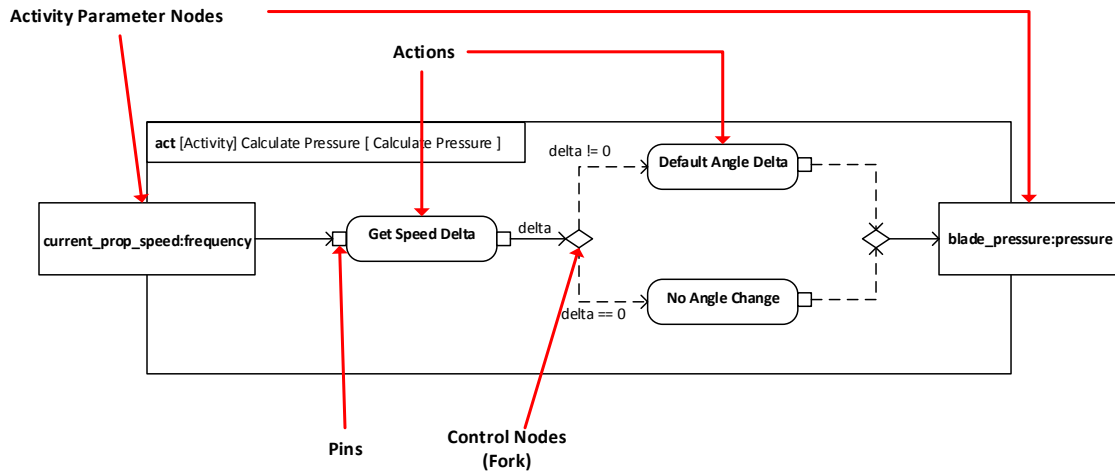 Activity Parameter Nodes
Actions
act [Activity] Calculate Pressure [ Calculate Pressure ]
delta != 0
Default Angle Delta
current_prop_speed:frequency
Get Speed Delta
delta
blade_pressure:pressure
No Angle Change
delta == 0
Pins
Control Nodes
(Fork)